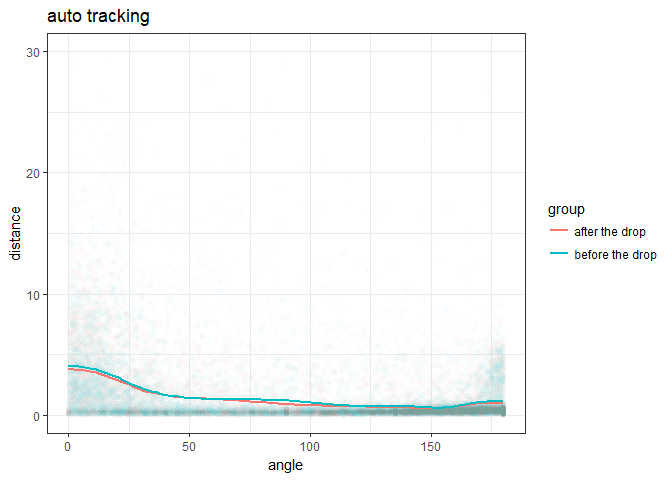 auto tracking
30
20
10
0
distance
0 50 100 150
angle
group
after the drop
before the drop